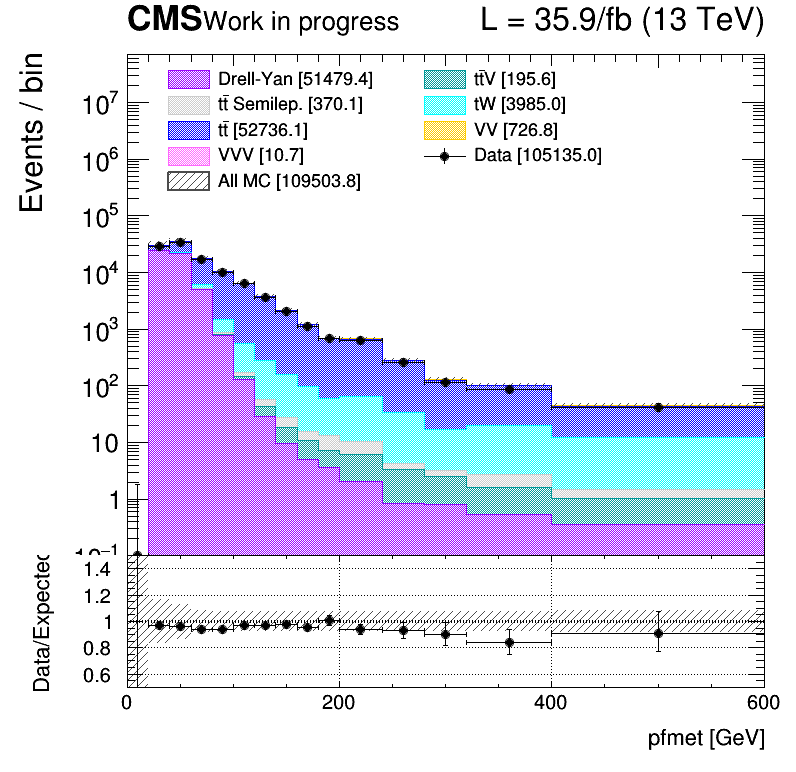 CMS Work in progress L = 35.9/fb (13 TeV)
Events / bin
Drell-Yan [51479.4] tt̄V [195.6]
tt̄ Semilep. [370.1] tW [3985.0]
tt̄ [52736.1] VV [726.8]
VVV [10.7] Data [105135.0]
All MC [109503.8]
10⁷
10⁶
10⁵
10⁴
10³
10²
10
1
10⁻¹
Data/Expected
1.4
1.2
1
0.8
0.6
0 200 400 600
pfmet [GeV]